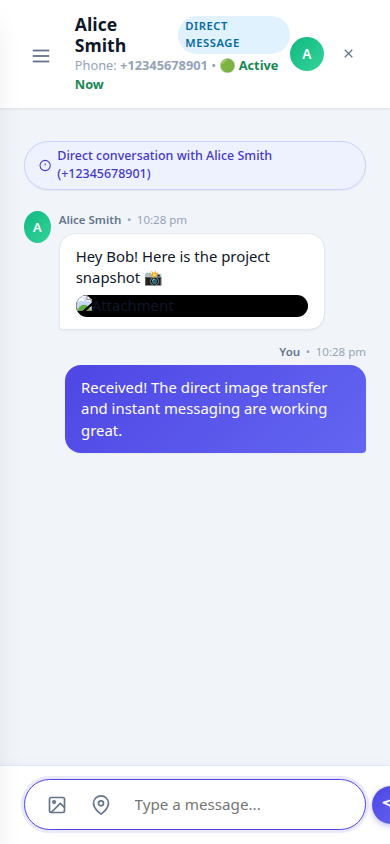 Alice
Smith
DIRECT
MESSAGE
Phone: +12345678901 • 🟢 Active
Now
A
×
Direct conversation with Alice Smith
(+12345678901)
A
Alice Smith • 10:28 pm
Hey Bob! Here is the project
snapshot 📸
Attachment
You • 10:28 pm
Received! The direct image transfer
and instant messaging are working
great.
Type a message...